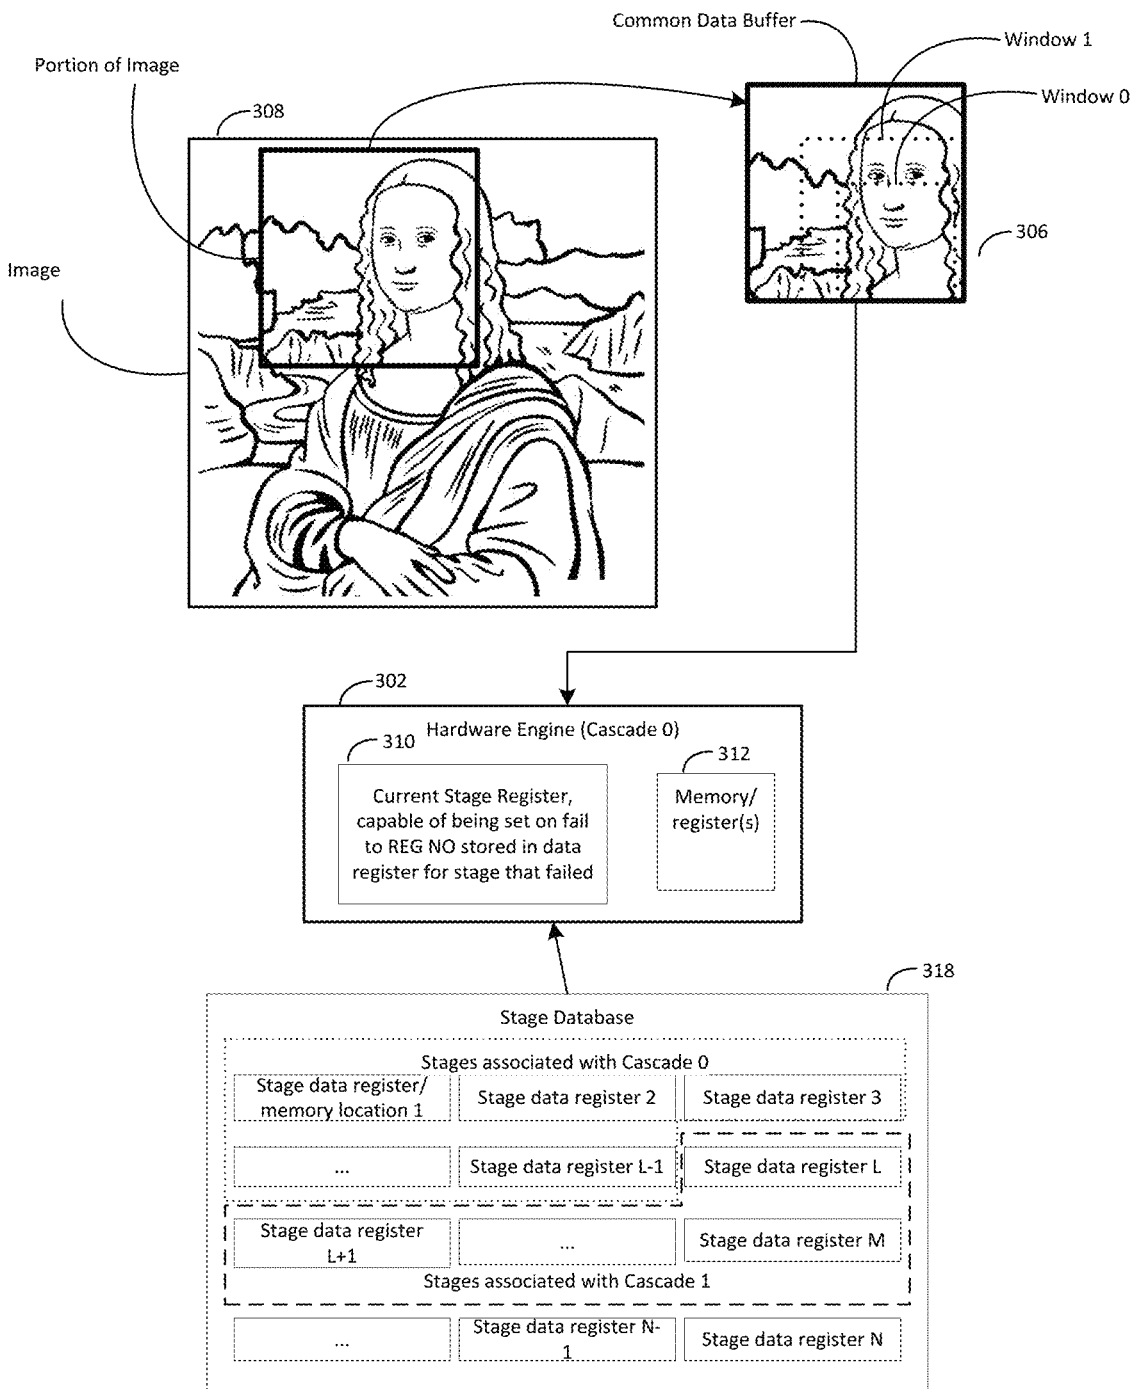 Common Data Buffer
Window 1
Portion of Image
Window 0
308
306
Image
302
Hardware Engine (Cascade 0)
310
312
Current Stage Register,
capable of being set on fail
to REG NO stored in data
register for stage that failed
Memory/
register(s)
318
Stage Database
Stages associated with Cascade 0
Stage data register/
memory location 1
Stage data register 2
Stage data register 3
...
Stage data register L-1
Stage data register L
Stage data register
L+1
...
Stage data register M
Stages associated with Cascade 1
...
Stage data register N-
1
Stage data register N